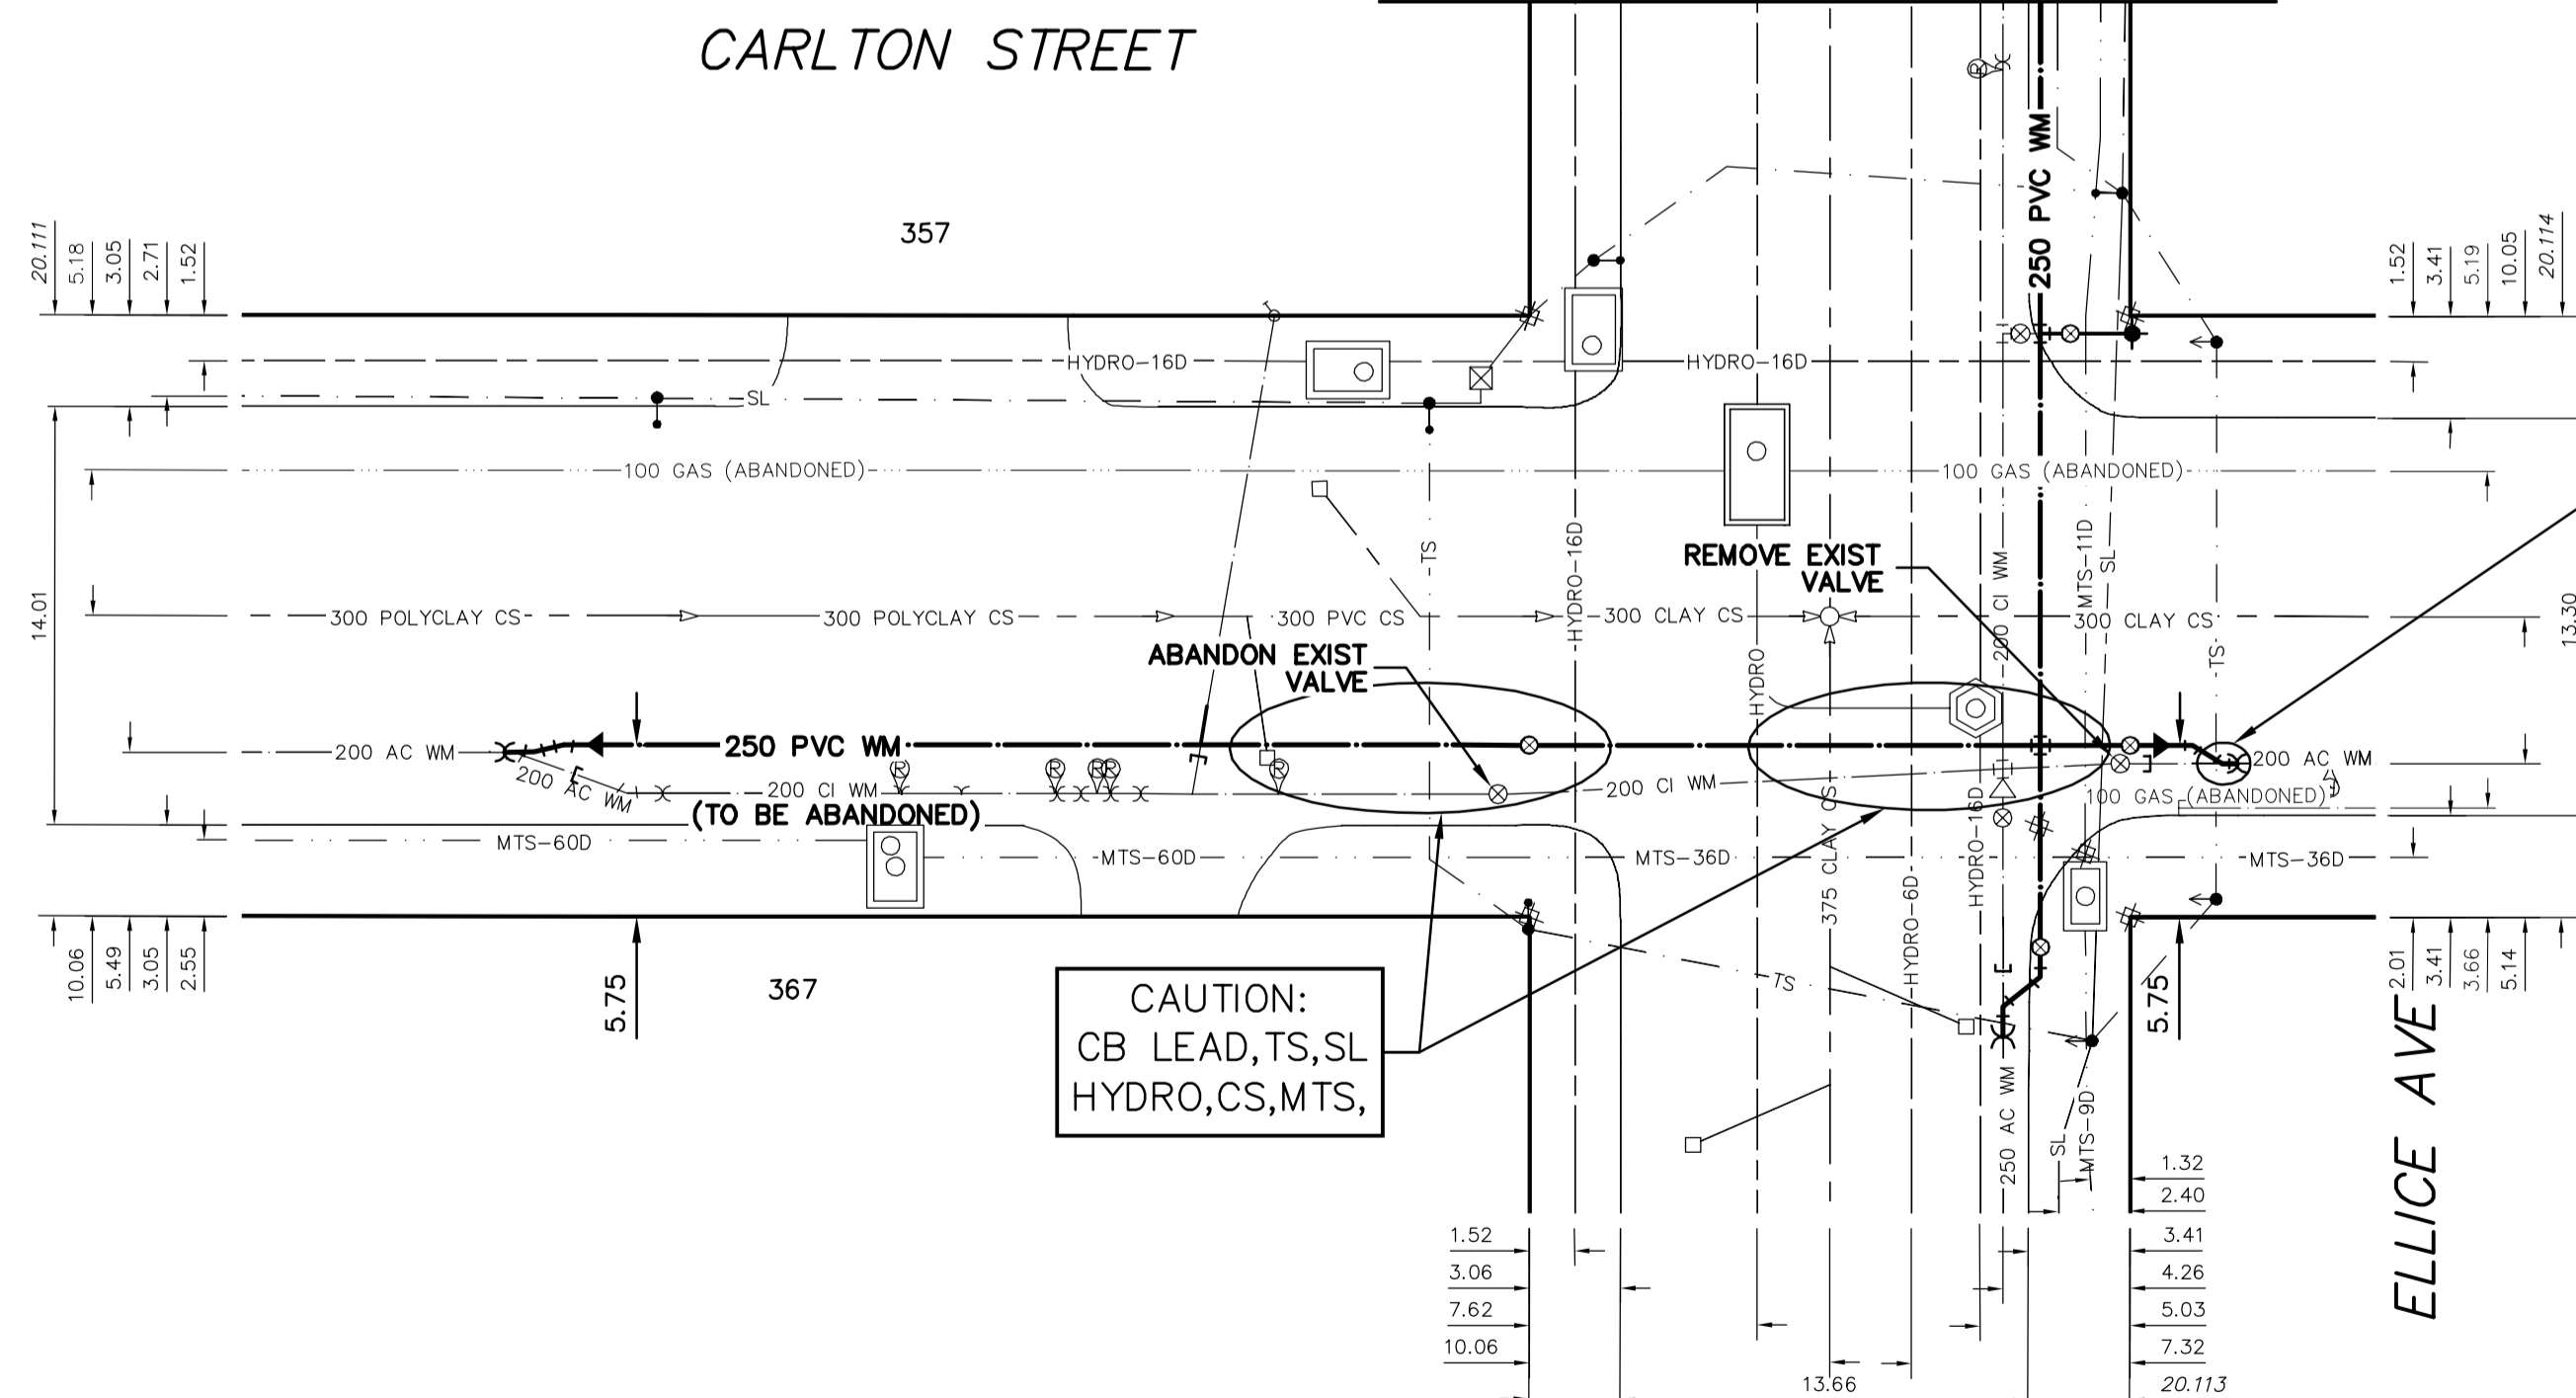 CARLTON STREET
357
20.111
5.18
3.05
2.71
1.52
1.52
3.41
5.19
10.05
20.114
250 PVC WM
250 PVC WM
R
HYDRO-16D
HYDRO-16D
SL
100 GAS (ABANDONED)
100 GAS (ABANDONED)
TS
HYDRO-16D
REMOVE EXIST
VALVE
200 CI WM
MTS-11D
SL
14.01
13.30
300 POLYCLAY CS
300 POLYCLAY CS
300 PVC CS
300 CLAY CS
300 CLAY CS
TS
ABANDON EXIST
VALVE
HYDRO
200 AC WM
250 PVC WM
200 AC WM
200 AC WM
R
R
R
R
R
200 CI WM
200 CI WM
(TO BE ABANDONED)
100 GAS (ABANDONED)
MTS-60D
MTS-60D
MTS-36D
MTS-36D
375 CLAY CS
HYDRO-6D
HYDRO-16D
10.06
5.49
3.05
2.55
5.75
367
CAUTION:
CB LEAD,TS,SL
HYDRO,CS,MTS,
TS
250 AC WM
SL
MTS-9D
5.75
2.01
3.41
3.66
5.14
ELLICE AVE
1.32
2.40
1.52
3.41
3.06
4.26
7.62
5.03
10.06
7.32
13.66
20.113